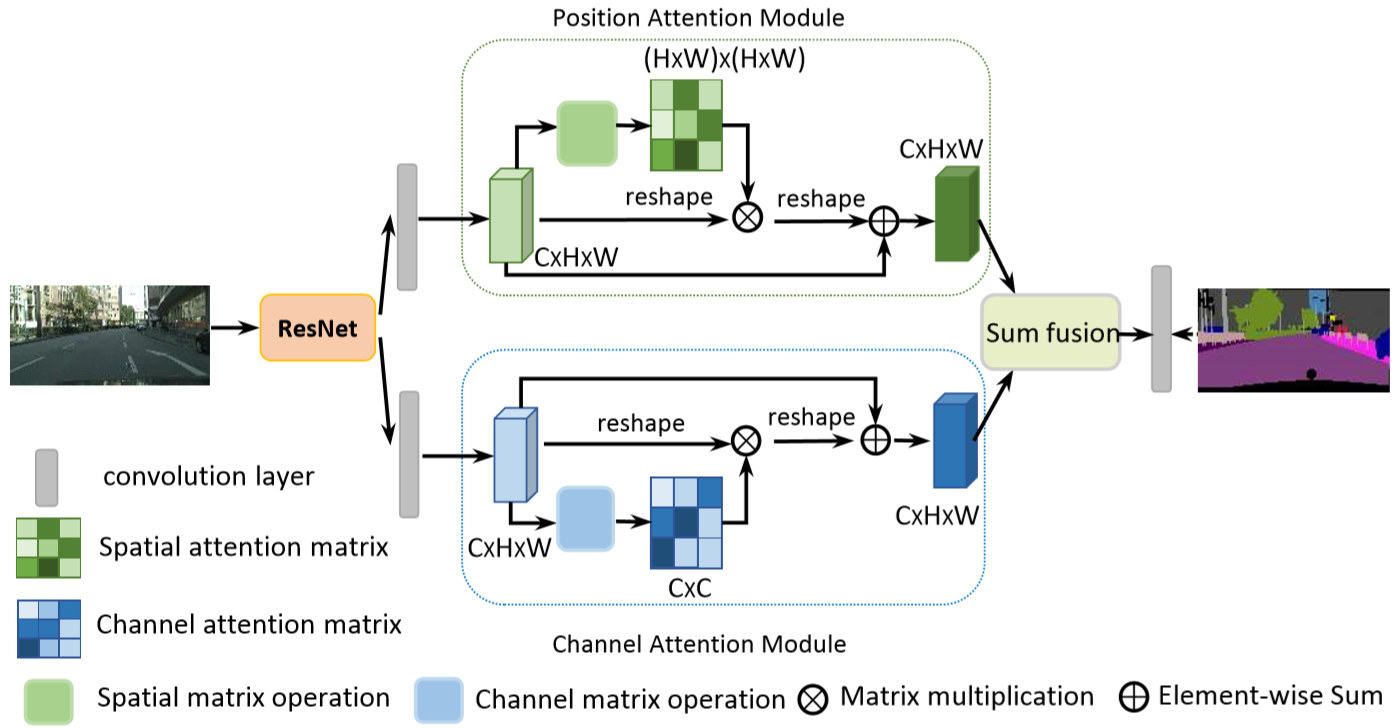 Position Attention Module
(HxW)x(HxW)
CxHxW
reshape
reshape
CxHxW
ResNet
Sum fusion
reshape
reshape
CxHxW
CxHxW
CxC
Channel Attention Module
convolution layer
Spatial attention matrix
Channel attention matrix
Spatial matrix operation
Channel matrix operation
Matrix multiplication
Element-wise Sum